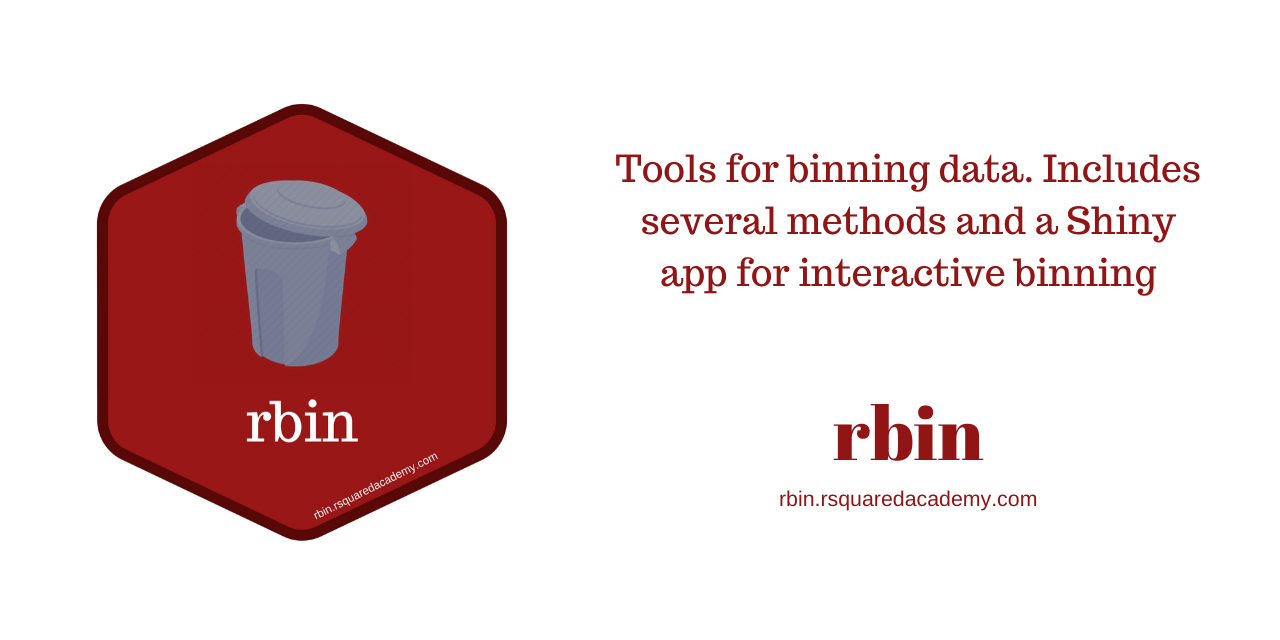 rbin
rbin.rsquaredacademy.com
Tools for binning data. Includes
several methods and a Shiny
app for interactive binning
rbin
rbin.rsquaredacademy.com